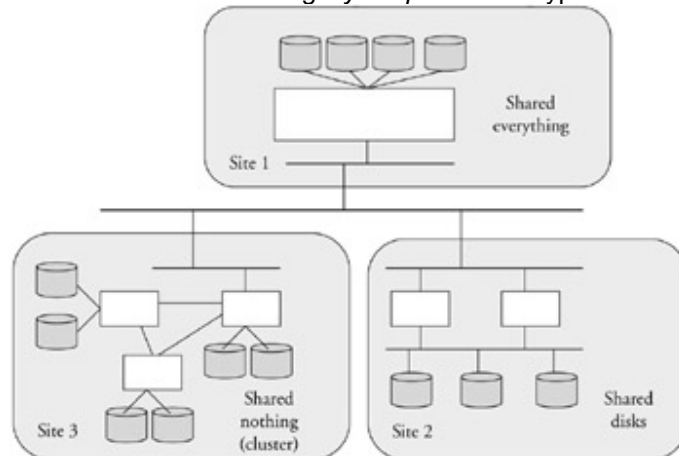 Shared
everything
Site 1
Shared
nothing
(cluster)
Site 3
Shared
disks
Site 2